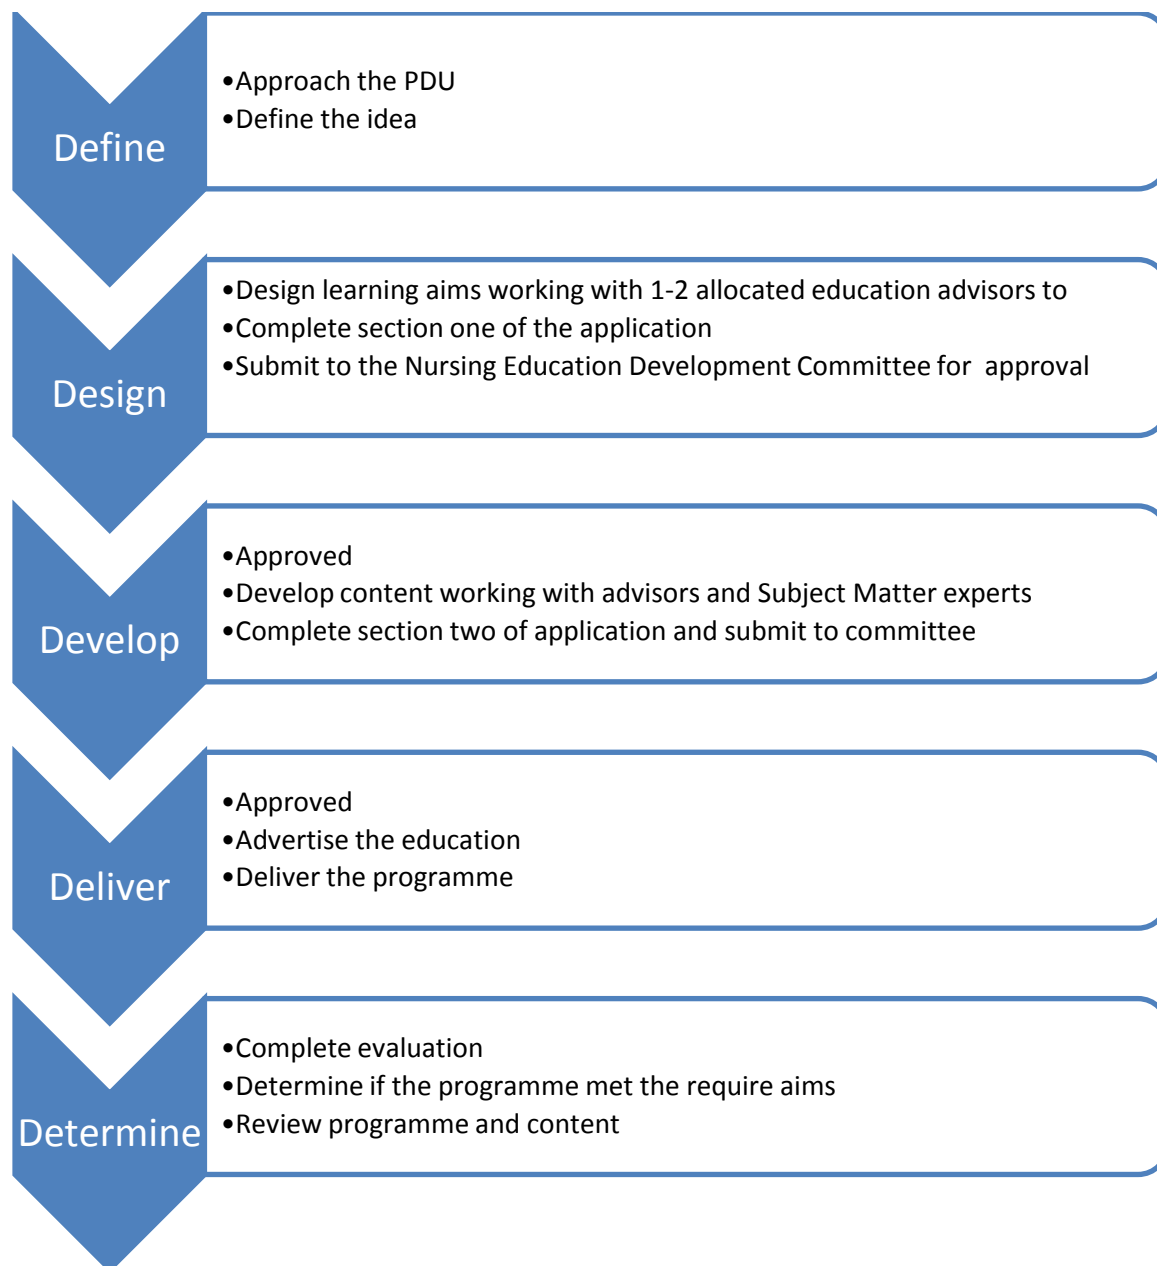 Define
•Approach the PDU
•Define the idea
Design
•Design learning aims working with 1-2 allocated education advisors to
•Complete section one of the application
•Submit to the Nursing Education Development Committee for  approval
Develop
•Approved
•Develop content working with advisors and Subject Matter experts
•Complete section two of application and submit to committee
Deliver
•Approved
•Advertise the education
•Deliver the programme
Determine
•Complete evaluation
•Determine if the programme met the require aims
•Review programme and content